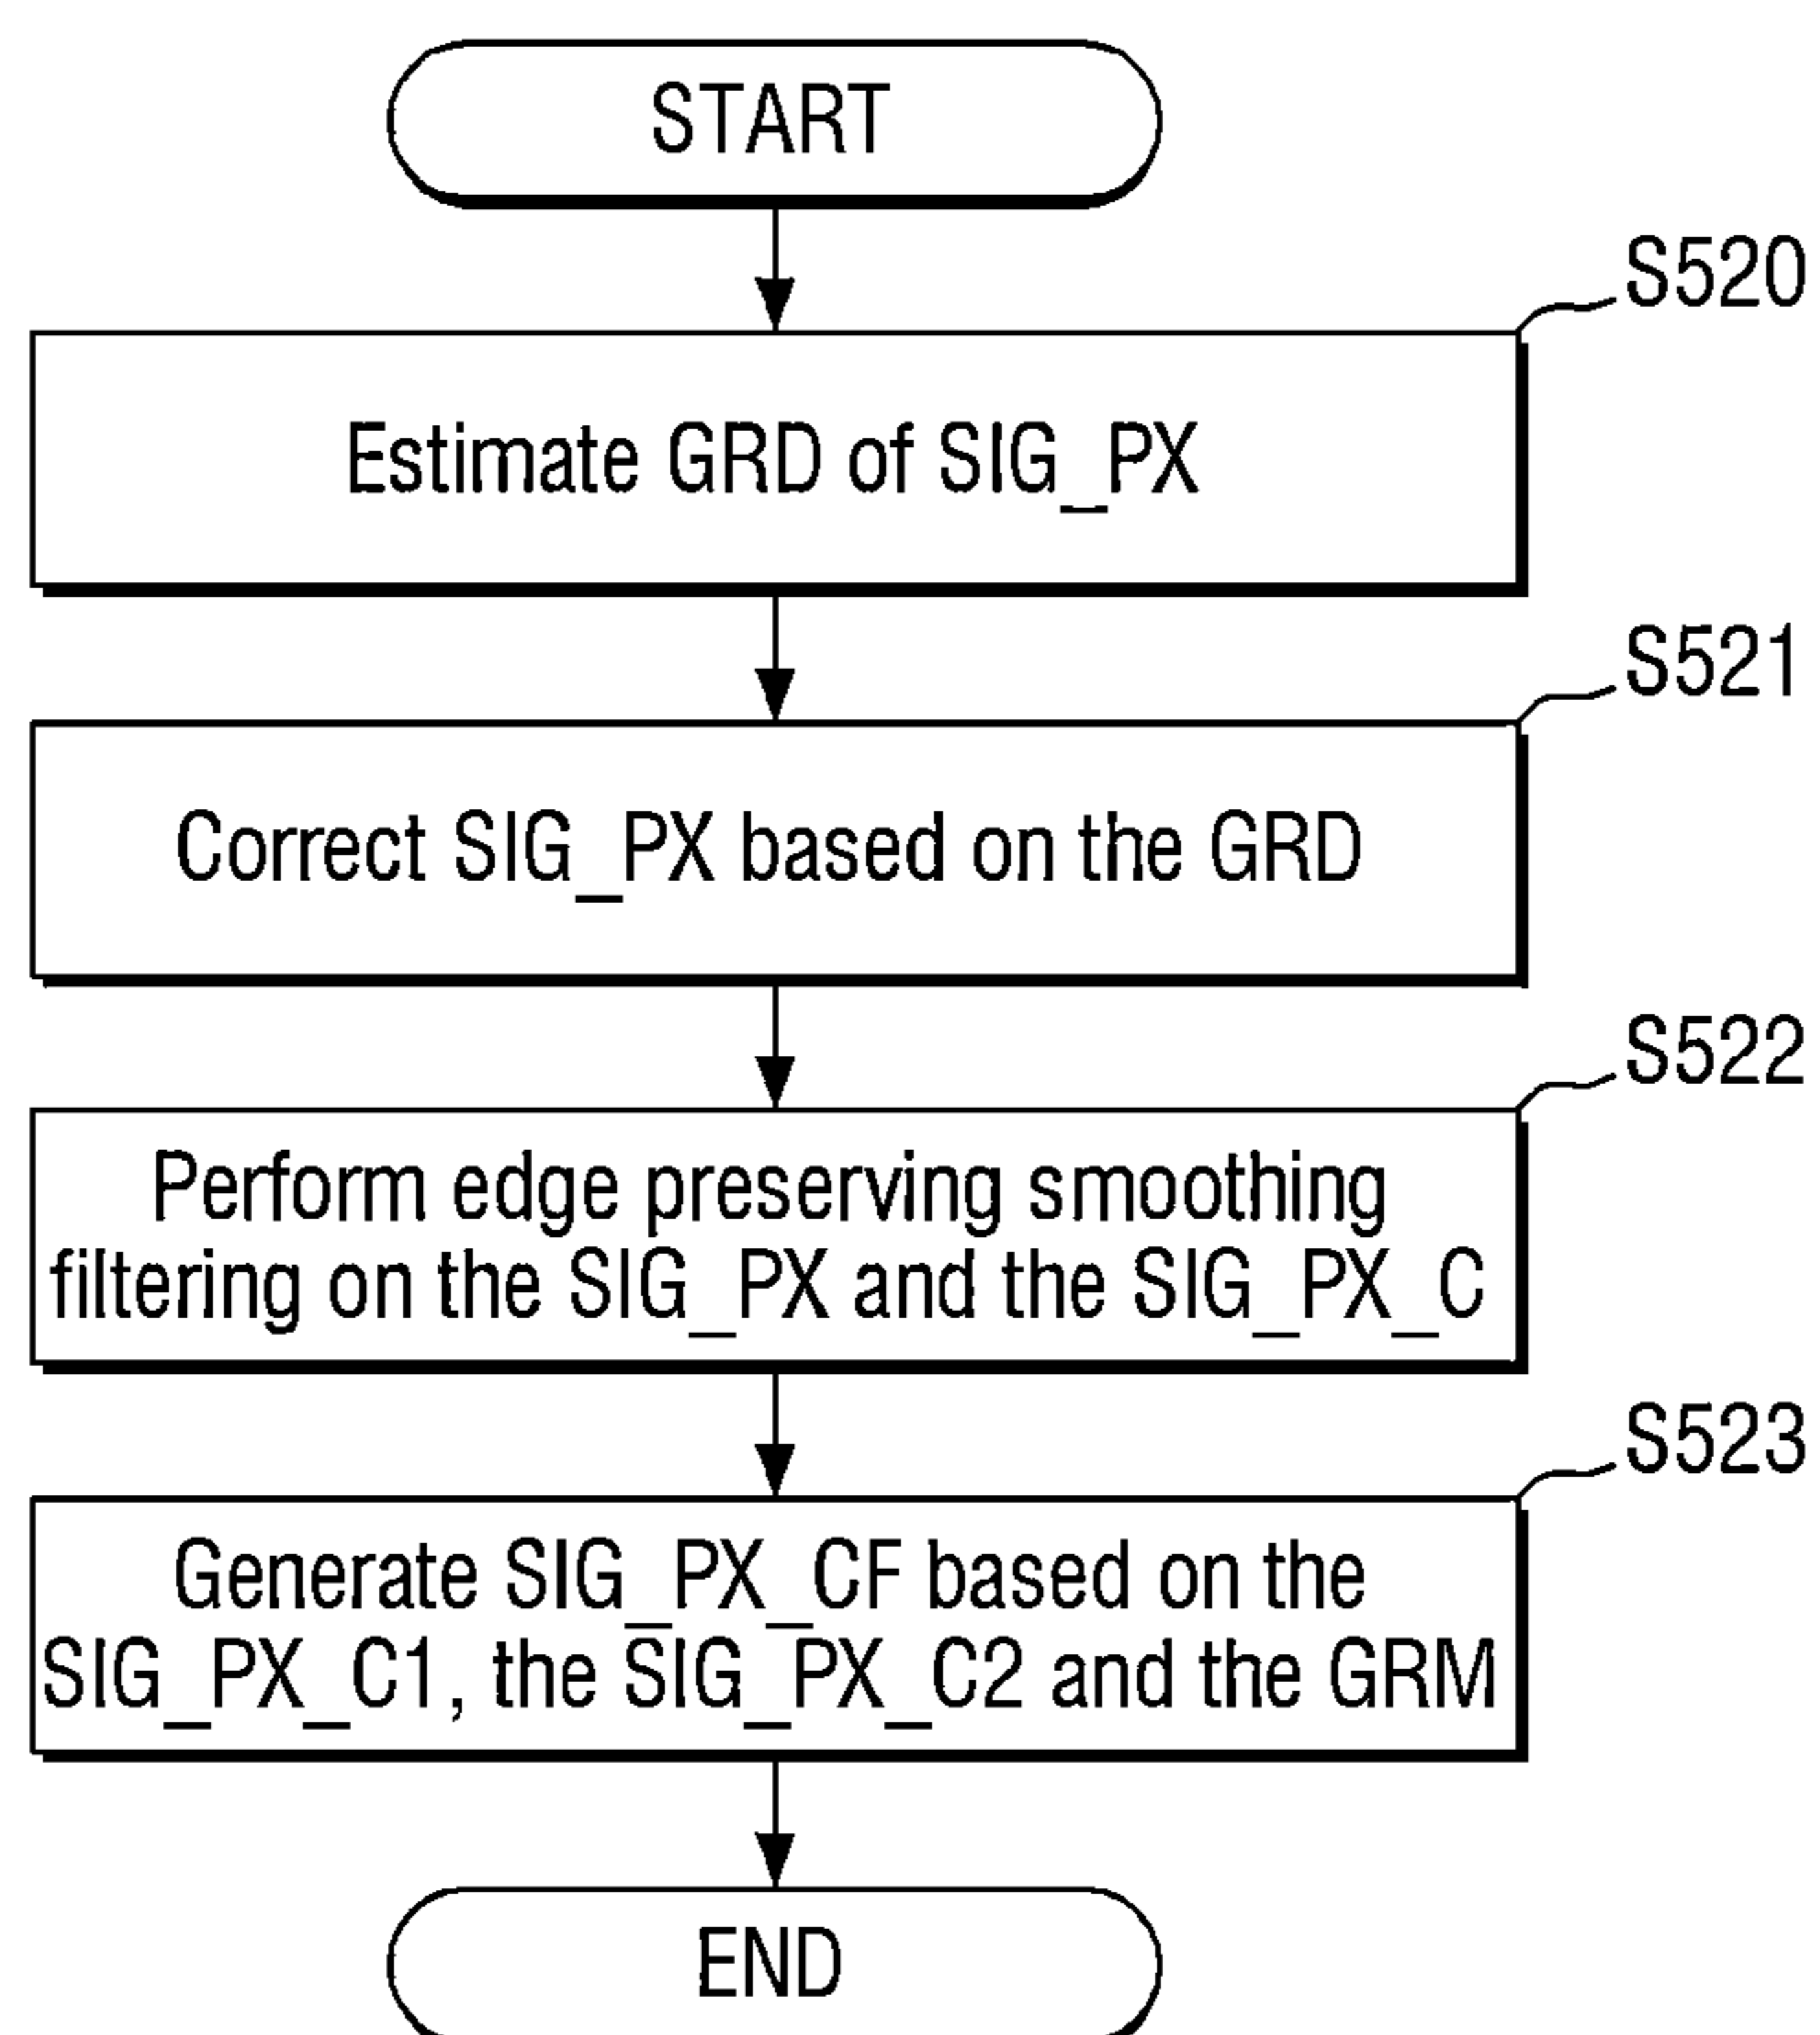 START
S520
Estimate GRD of SIG_PX
S521
Correct SIG_PX based on the GRD
S522
Perform edge preserving smoothing
filtering on the SIG_PX and the SIG_PX_C
S523
Generate SIG_PX_CF based on the
SIG_PX_C1, the SIG_PX_C2 and the GRM
END